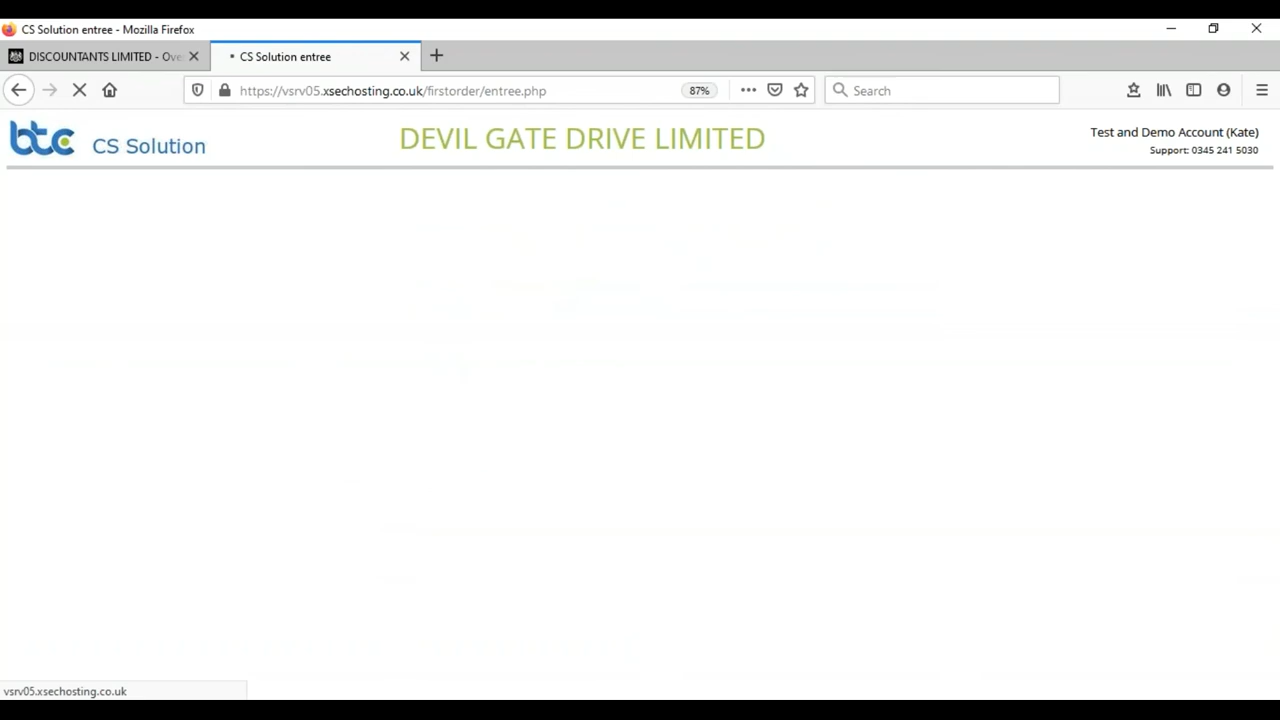 CS Solution entree - Mozilla Firefox
DISCOUNTANTS LIMITED - Ove
CS Solution entree
https://vsrv05.xsechosting.co.uk/firstorder/entree.php
87%
Search
btc CS Solution
DEVIL GATE DRIVE LIMITED
Test and Demo Account (Kate)
Support: 0345 241 5030
vsrv05.xsechosting.co.uk